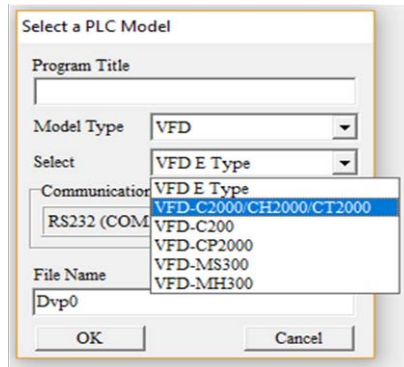 Select a PLC Model
Program Title
Model Type VFD
Select VFD E Type
VFD E Type
Communication
VFD-C2000/CH2000/CT2000
RS232 (COM
VFD-C200
VFD-CP2000
VFD-MS300
File Name
VFD-MH300
Dvp0
OK Cancel